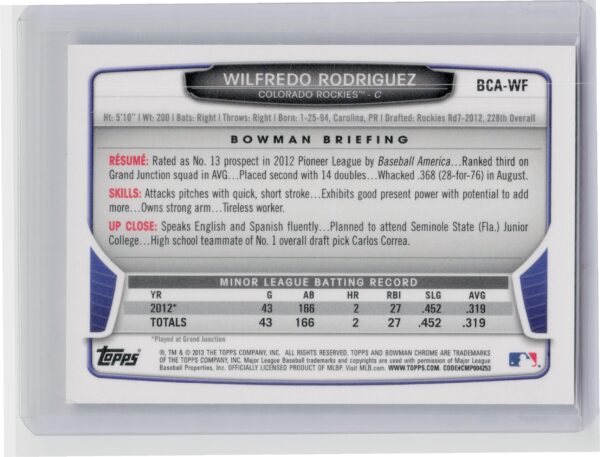 WILFREDO RODRIGUEZ
COLORADO ROCKIES™ - C
BCA-WF
Ht: 5'10" | Wt: 200 | Bats: Right | Throws: Right | Born: 1-25-94, Carolina, PR | Drafted: Rockies Rd7-2012, 228th Overall
BOWMAN BRIEFING
RÉSUMÉ: Rated as No. 13 prospect in 2012 Pioneer League by Baseball America...Ranked third on
Grand Junction squad in AVG...Placed second with 14 doubles...Whacked .368 (28-for-76) in August.
SKILLS: Attacks pitches with quick, short stroke...Exhibits good present power with potential to add
more...Owns strong arm...Tireless worker.
UP CLOSE: Speaks English and Spanish fluently...Planned to attend Seminole State (Fla.) Junior
College...High school teammate of No. 1 overall draft pick Carlos Correa.
MINOR LEAGUE BATTING RECORD
YR G AB HR RBI SLG AVG
2012* 43 166 2 27 .452 .319
TOTALS 43 166 2 27 .452 .319
*Played at Grand Junction
Topps
®, TM & © 2013 THE TOPPS COMPANY, INC. ALL RIGHTS RESERVED. TOPPS AND BOWMAN CHROME ARE TRADEMARKS
OF THE TOPPS COMPANY, INC. Major League Baseball trademarks and copyrights are used with permission of Major League
Baseball Properties, Inc. OFFICIALLY LICENSED PRODUCT OF MLBP. Visit MLB.com. WWW.TOPPS.COM. CODE#CMP004253